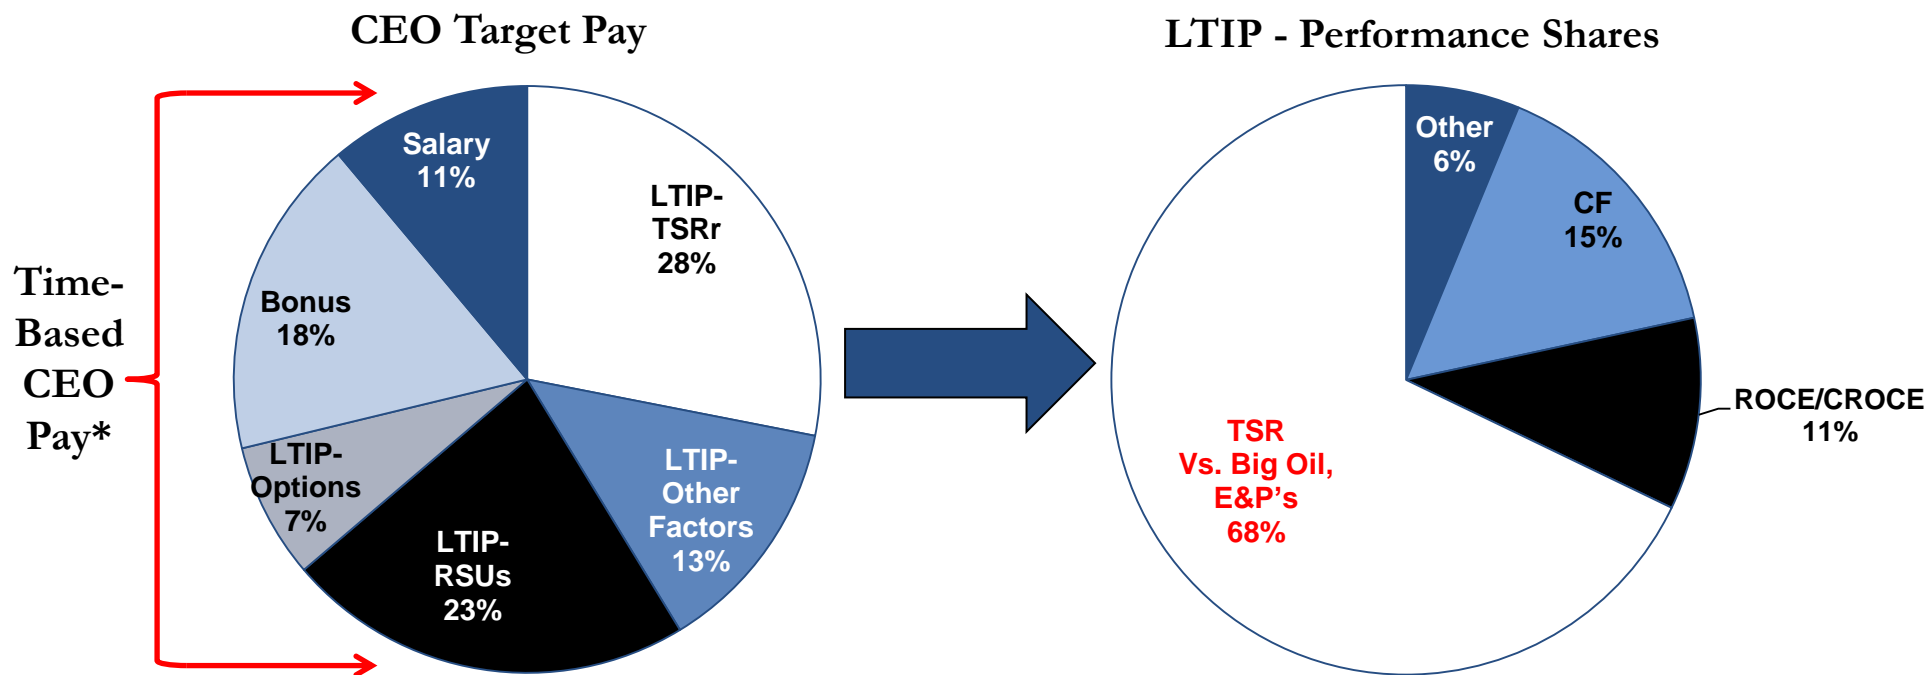 CEO Target Pay
LTIP - Performance Shares
Time-
Based
CEO
Pay*
Salary
11%
LTIP-
TSRr
28%
Bonus
18%
LTIP-
Options
7%
LTIP-
RSUs
23%
LTIP-
Other
Factors
13%
Other
6%
CF
15%
ROCE/CROCE
11%
TSR
Vs. Big Oil,
E&P’s
68%